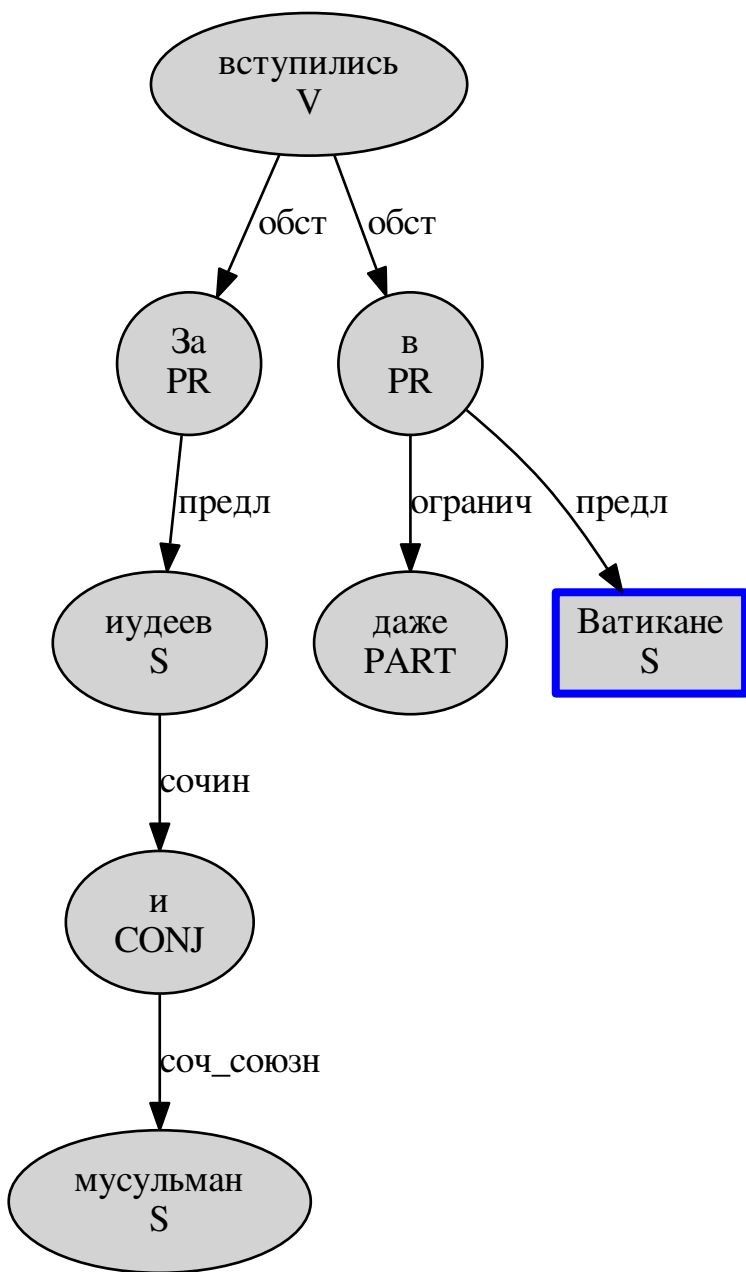 вступились
V
обст
обст
За
PR
в
PR
предл
огранич
предл
иудеев
S
даже
PART
Ватикане
S
сочин
и
CONJ
соч_союзн
мусульман
S